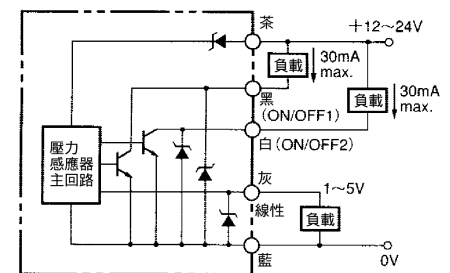 茶
+12~24V
30mA
max.
負載
黑
(ON/OFF1)
負載
30mA
max.
白(ON/OFF2)
壓力
感應器
主回路
灰
線性
1~5V
負載
藍
0V